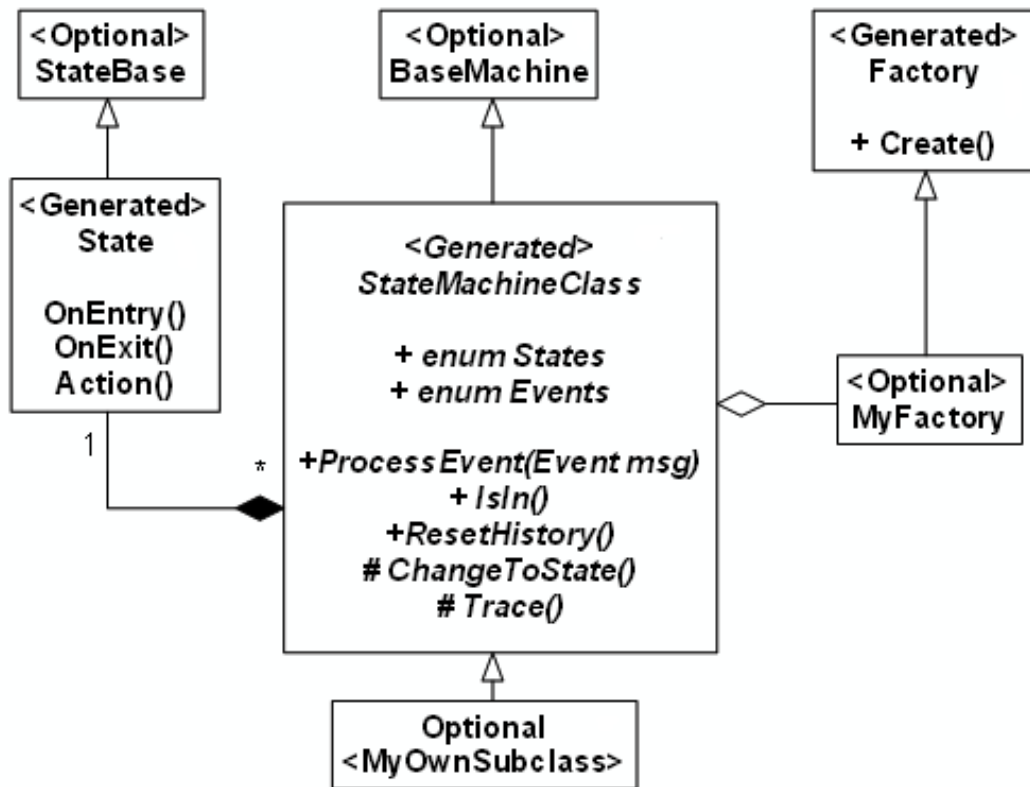 <Optional>
StateBase
<Optional>
BaseMachine
<Generated>
Factory
+ Create()
<Generated>
State
OnEntry()
OnExit()
Action()
<Generated>
StateMachineClass
+ enum States
+ enum Events
+ProcessEvent(Event msg)
+ IsIn()
+ResetHistory()
# ChangeToState()
# Trace()
<Optional>
MyFactory
1
*
Optional
<MyOwnSubclass>